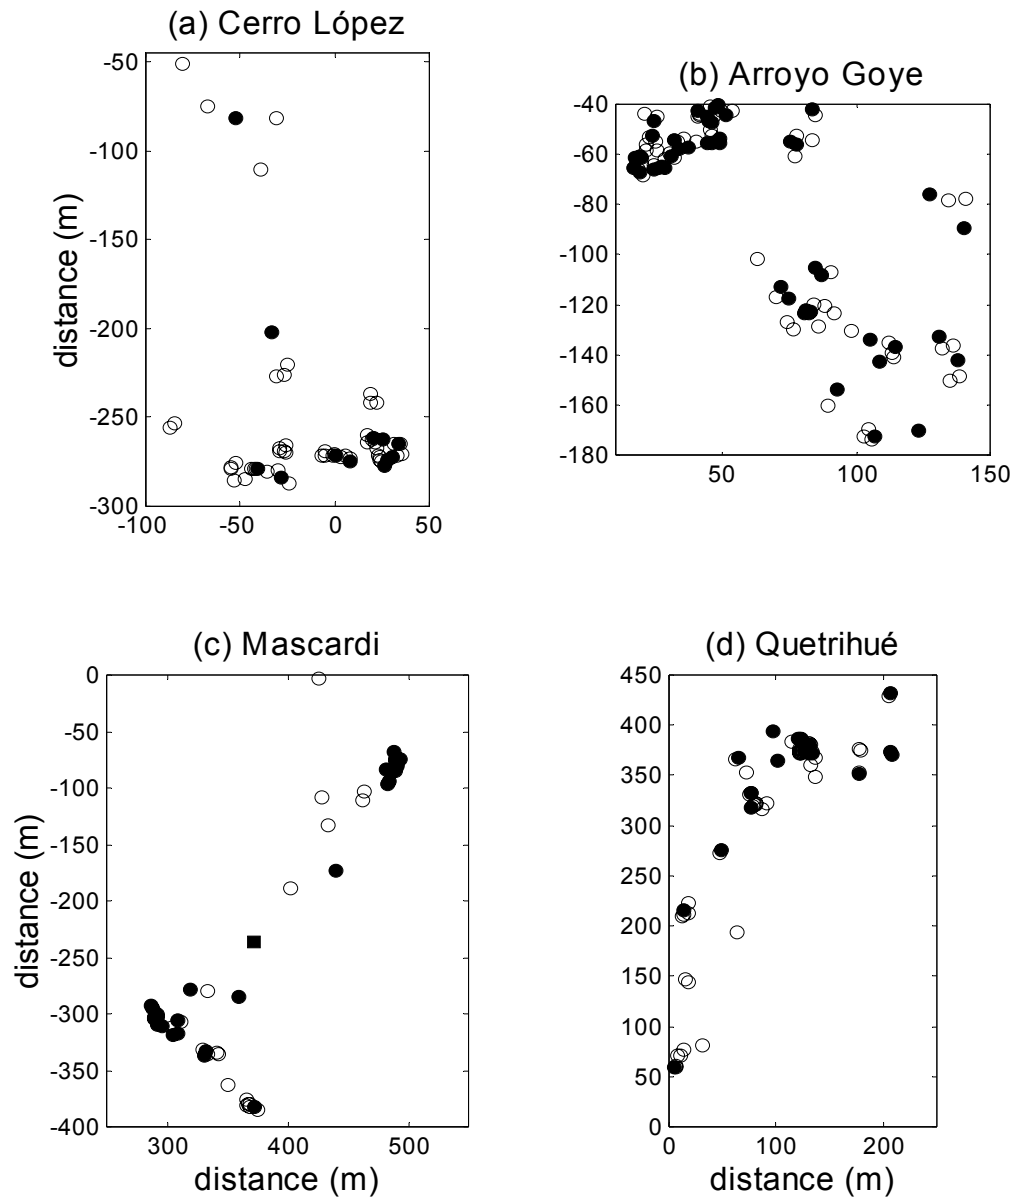 (a) Cerro López
distance (m)
-50
-100
-150
-200
-250
-300
-100 -50 0 50
(b) Arroyo Goye
-40
-60
-80
-100
-120
-140
-160
-180
50 100 150
(c) Mascardi
distance (m)
0
-50
-100
-150
-200
-250
-300
-350
-400
300 400 500
distance (m)
(d) Quetrihué
450
400
350
300
250
200
150
100
50
0
0 100 200
distance (m)